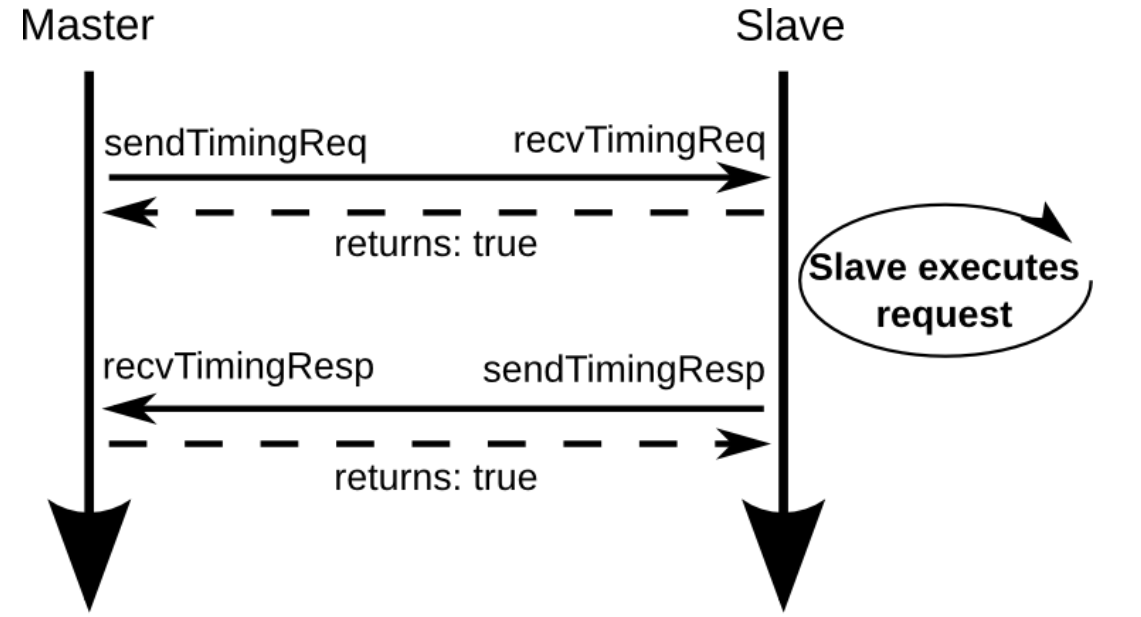 Master
Slave
sendTimingReq
recvTimingReq
returns: true
Slave executes
request
recvTimingResp
sendTimingResp
returns: true